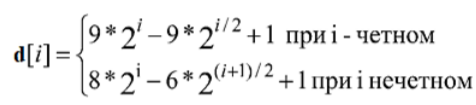 9 * 2^i – 9 * 2^{i/2} + 1 при i - четном
d[i] =
8 * 2^i – 6 * 2^{(i+1)/2} + 1 при i нечетном